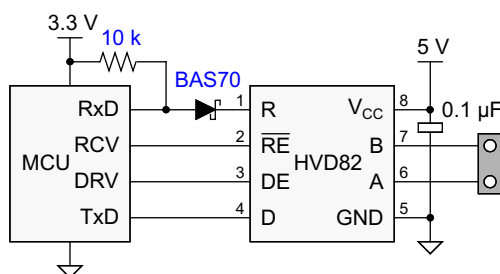 3.3 V
10 k
BAS70
5 V
RxD
1
R
VCC
8
0.1 µF
RCV
2
RE
B
7
MCU
HVD82
DRV
3
DE
A
6
TxD
4
D
GND
5